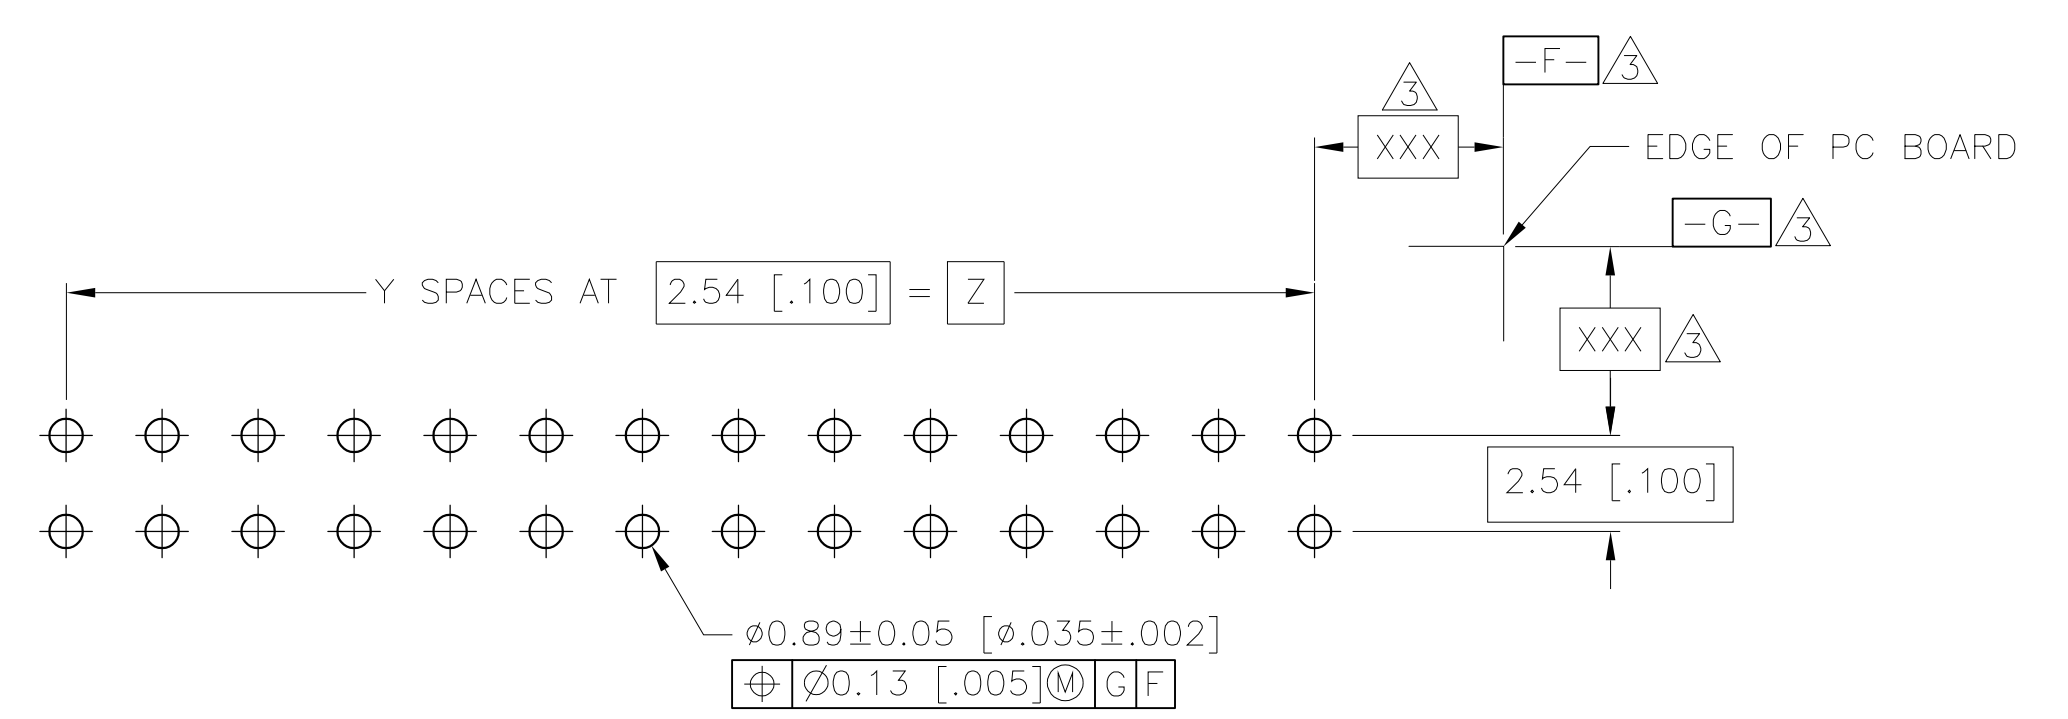 -F- 3
3
XXX
EDGE OF PC BOARD
-G- 3
Y SPACES AT 2.54 [.100] = Z
XXX 3
2.54 [.100]
ø0.89±0.05 [ø.035±.002]
⌖ Ø0.13 [.005]Ⓜ G F